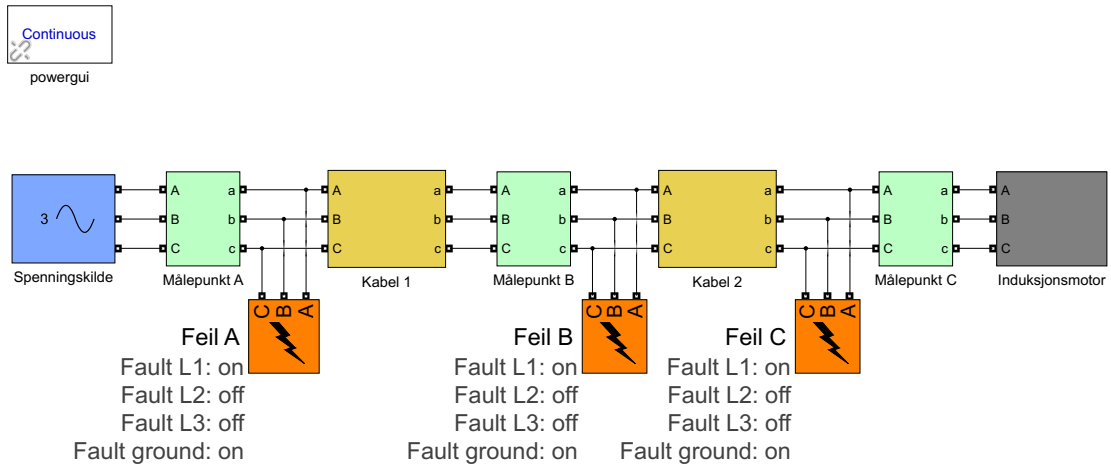 Continuous
powergui
3
Spenningskilde
A
B
C
a
b
c
Målepunkt A
A
B
C
a
b
c
Kabel 1
A
B
C
a
b
c
Målepunkt B
A
B
C
a
b
c
Kabel 2
A
B
C
a
b
c
Målepunkt C
A
B
C
Induksjonsmotor
C B A
Feil A
Fault L1: on
Fault L2: off
Fault L3: off
Fault ground: on
C B A
Feil B
Fault L1: on
Fault L2: off
Fault L3: off
Fault ground: on
C B A
Feil C
Fault L1: on
Fault L2: off
Fault L3: off
Fault ground: on